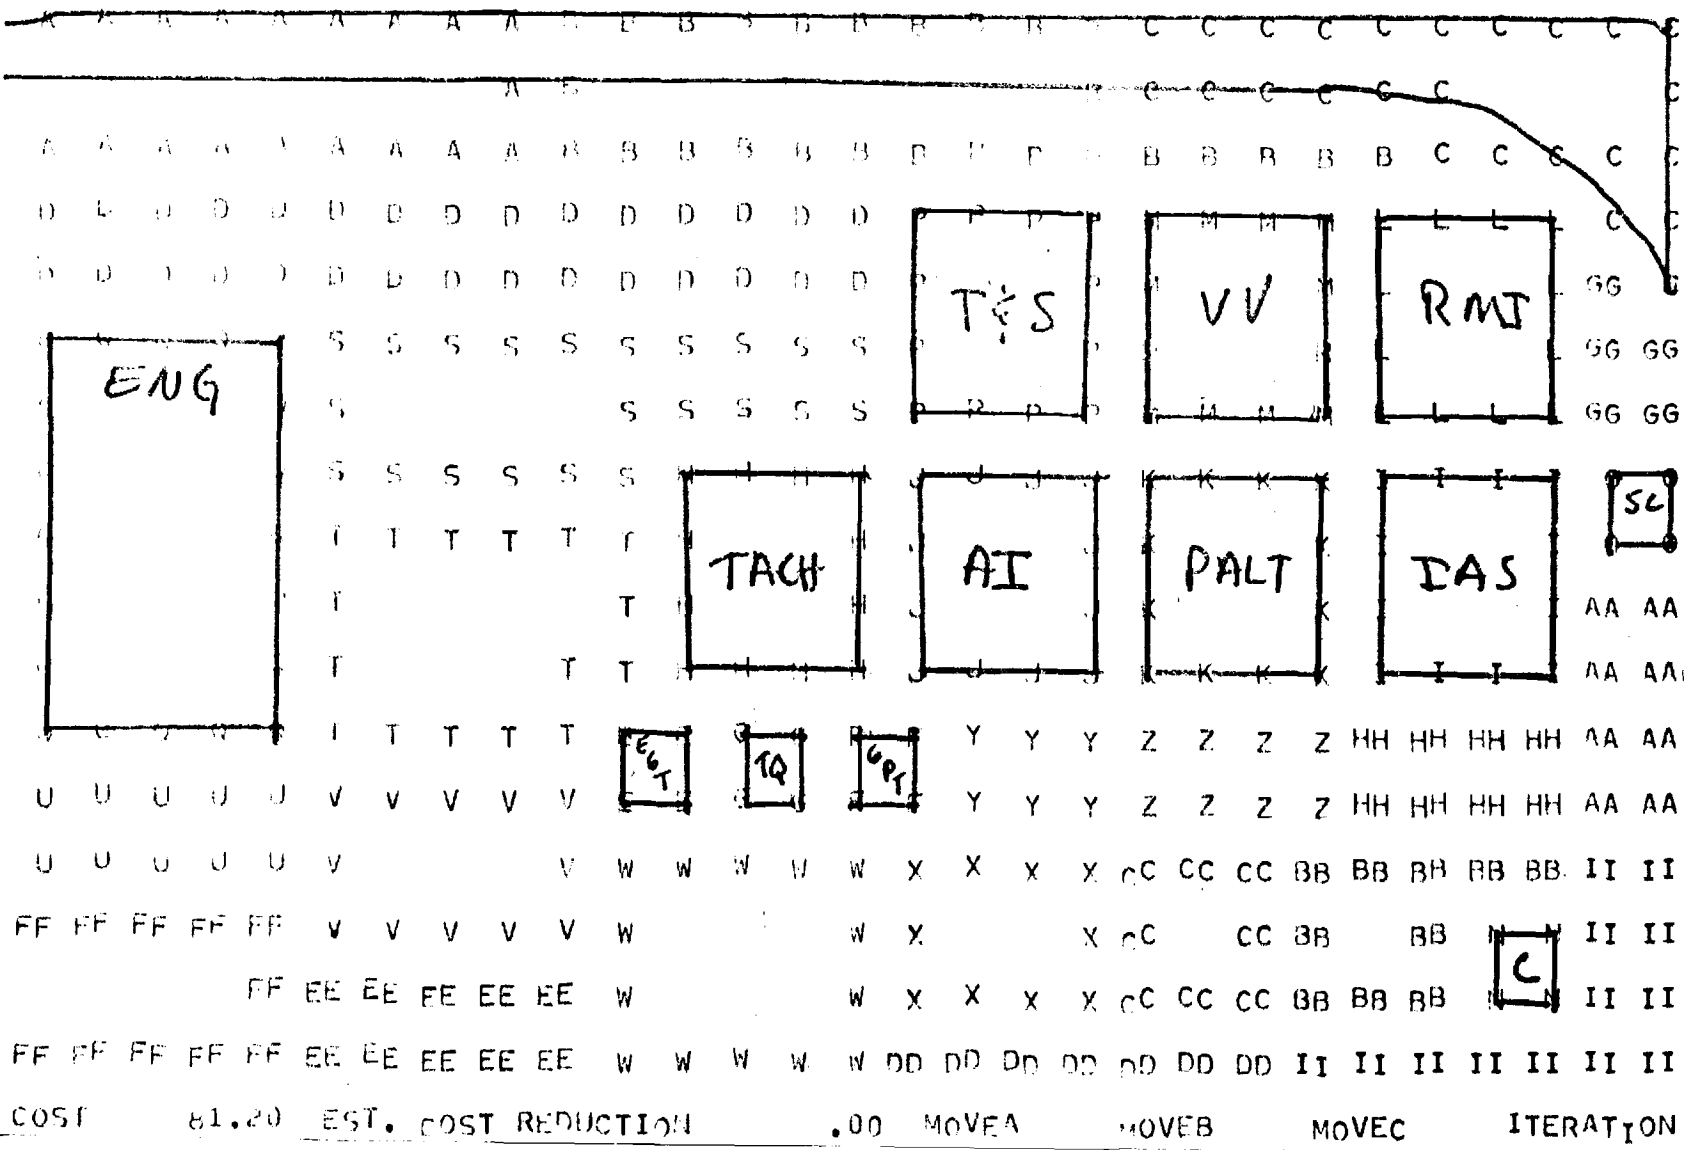 C C C C C C C C C C
A B C C C C C C C
A A A A A A A A A B B B B B B B B B B B C C C C C
D D D D D D D D D D D D D D D P P P P M M M M L L L L C C
D D D D D D D D D D D D D D D P P M M L L GG
S S S S S S S S S S P P GG GG
T & S VV RMI
ENG
S S S S S S P P P P M M M M L L L L GG GG
S S S S S S H H H H J J J J K K K K I I I I
SC
T T T T T T
TACH AI PALT IAS
T T AA AA
T T T AA AA
T T T T T Y Y Y Z Z Z Z HH HH HH HH AA AA
EGT TQ GPT
U U U U U V V V V V Y Y Y Z Z Z Z HH HH HH HH AA AA
U U U U U V V W W W W W X X X X CC CC CC BB BB BB BB BB II II
FF FF FF FF FF V V V V V W W X X CC CC BB BB II II
C
FF EE EE EE EE EE W W X X X X CC CC CC BB BB BB II II
FF FF FF FF FF EE EE EE EE EE W W W W W DD DD DD DD DD DD DD II II II II II II II
COST 81.20 EST. COST REDUCTION .00 MOVEA MOVEB MOVEC ITERATION